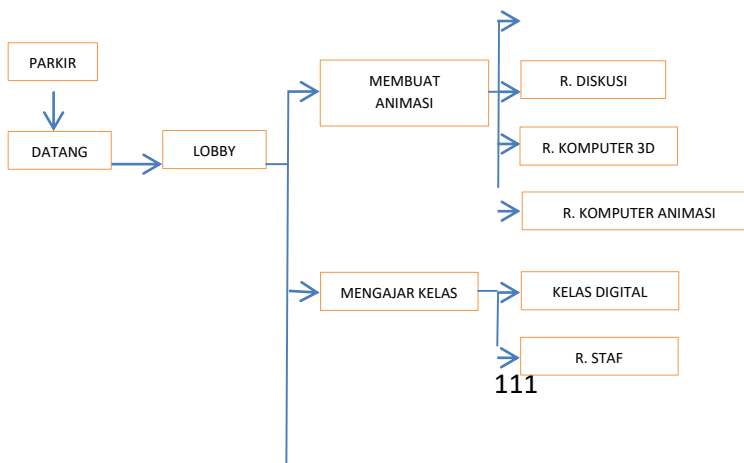 PARKIR
DATANG
LOBBY
MEMBUAT
ANIMASI
R. DISKUSI
R. KOMPUTER 3D
R. KOMPUTER ANIMASI
MENGAJAR KELAS
KELAS DIGITAL
R. STAF
111